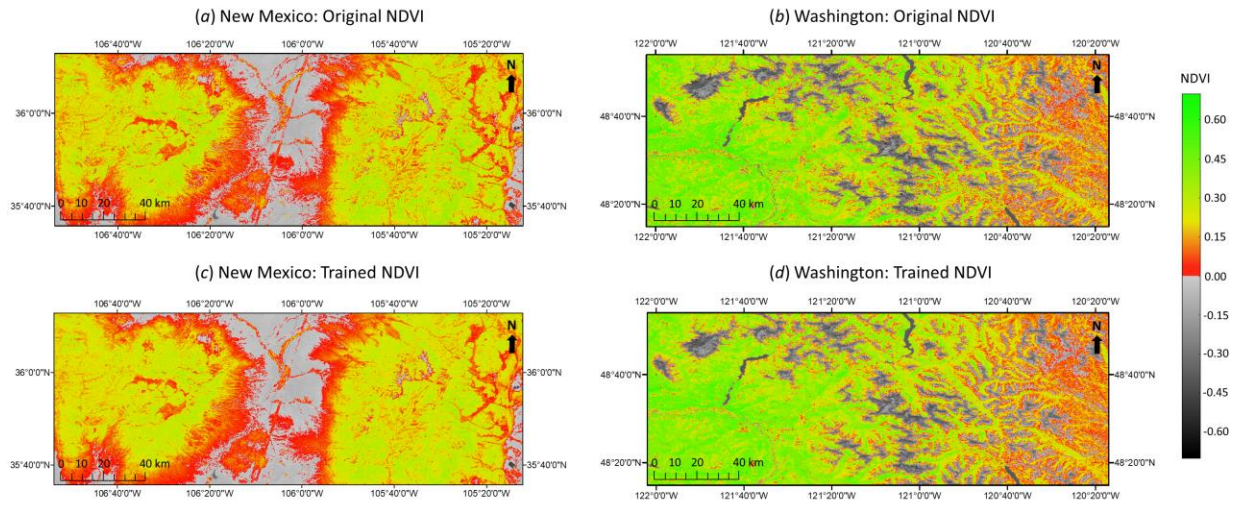 (a) New Mexico: Original NDVI
(b) Washington: Original NDVI
106°40'0"W 106°20'0"W 106°0'0"W 105°40'0"W 105°20'0"W
122°0'0"W 121°40'0"W 121°20'0"W 121°0'0"W 120°40'0"W 120°20'0"W
N
N
NDVI
36°0'0"N
36°0'0"N
48°40'0"N
48°40'0"N
35°40'0"N
35°40'0"N
48°20'0"N
48°20'0"N
0 10 20 40 km
0 10 20 40 km
106°40'0"W 106°20'0"W 106°0'0"W 105°40'0"W 105°20'0"W
122°0'0"W 121°40'0"W 121°20'0"W 121°0'0"W 120°40'0"W 120°20'0"W
0.60
0.45
0.30
0.15
0.00
-0.15
-0.30
-0.45
-0.60
(c) New Mexico: Trained NDVI
(d) Washington: Trained NDVI
106°40'0"W 106°20'0"W 106°0'0"W 105°40'0"W 105°20'0"W
122°0'0"W 121°40'0"W 121°20'0"W 121°0'0"W 120°40'0"W 120°20'0"W
N
N
36°0'0"N
36°0'0"N
48°40'0"N
48°40'0"N
35°40'0"N
35°40'0"N
48°20'0"N
48°20'0"N
0 10 20 40 km
0 10 20 40 km
106°40'0"W 106°20'0"W 106°0'0"W 105°40'0"W 105°20'0"W
122°0'0"W 121°40'0"W 121°20'0"W 121°0'0"W 120°40'0"W 120°20'0"W